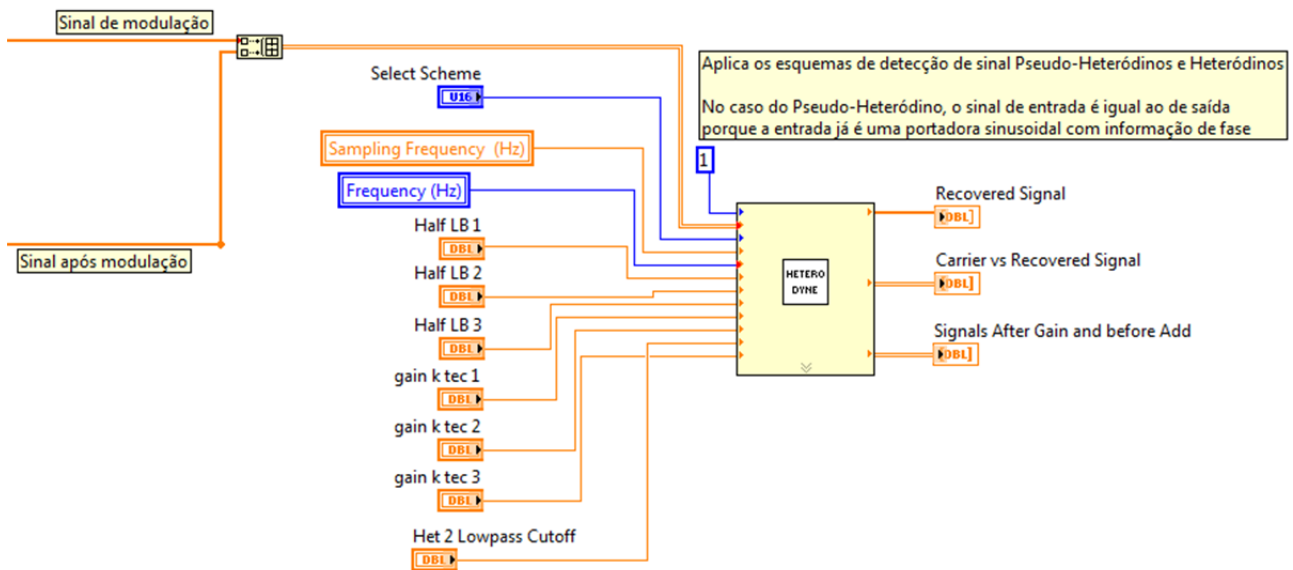 Sinal de modulação
Select Scheme
U16
Sampling Frequency (Hz)
Frequency (Hz)
Sinal após modulação
Half LB 1
DBL
Half LB 2
DBL
Half LB 3
DBL
gain k tec 1
DBL
gain k tec 2
DBL
gain k tec 3
DBL
Het 2 Lowpass Cutoff
DBL
Aplica os esquemas de detecção de sinal Pseudo-Heteródinos e Heteródinos
No caso do Pseudo-Heteródino, o sinal de entrada é igual ao de saída
porque a entrada já é uma portadora sinusoidal com informação de fase
1
HETERO
DYNE
Recovered Signal
DBL]
Carrier vs Recovered Signal
[DBL]
Signals After Gain and before Add
[DBL]